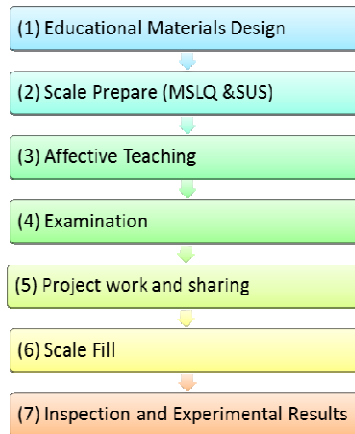 (1) Educational Materials Design
(2) Scale Prepare (MSLQ &SUS)
(3) Affective Teaching
(4) Examination
(5) Project work and sharing
(6) Scale Fill
(7) Inspection and Experimental Results